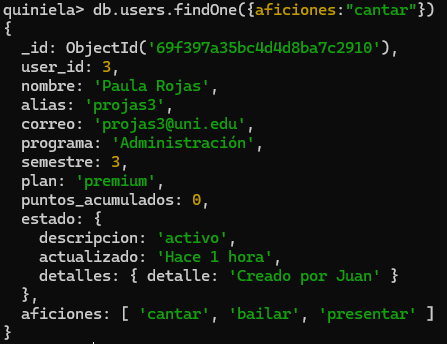 quiniela> db.users.findOne({aficiones:"cantar"})
{
  _id: ObjectId('69f397a35bc4d4d8ba7c2910'),
  user_id: 3,
  nombre: 'Paula Rojas',
  alias: 'projas3',
  correo: 'projas3@uni.edu',
  programa: 'Administración',
  semestre: 3,
  plan: 'premium',
  puntos_acumulados: 0,
  estado: {
    descripcion: 'activo',
    actualizado: 'Hace 1 hora',
    detalles: { detalle: 'Creado por Juan' }
  },
  aficiones: [ 'cantar', 'bailar', 'presentar' ]
}